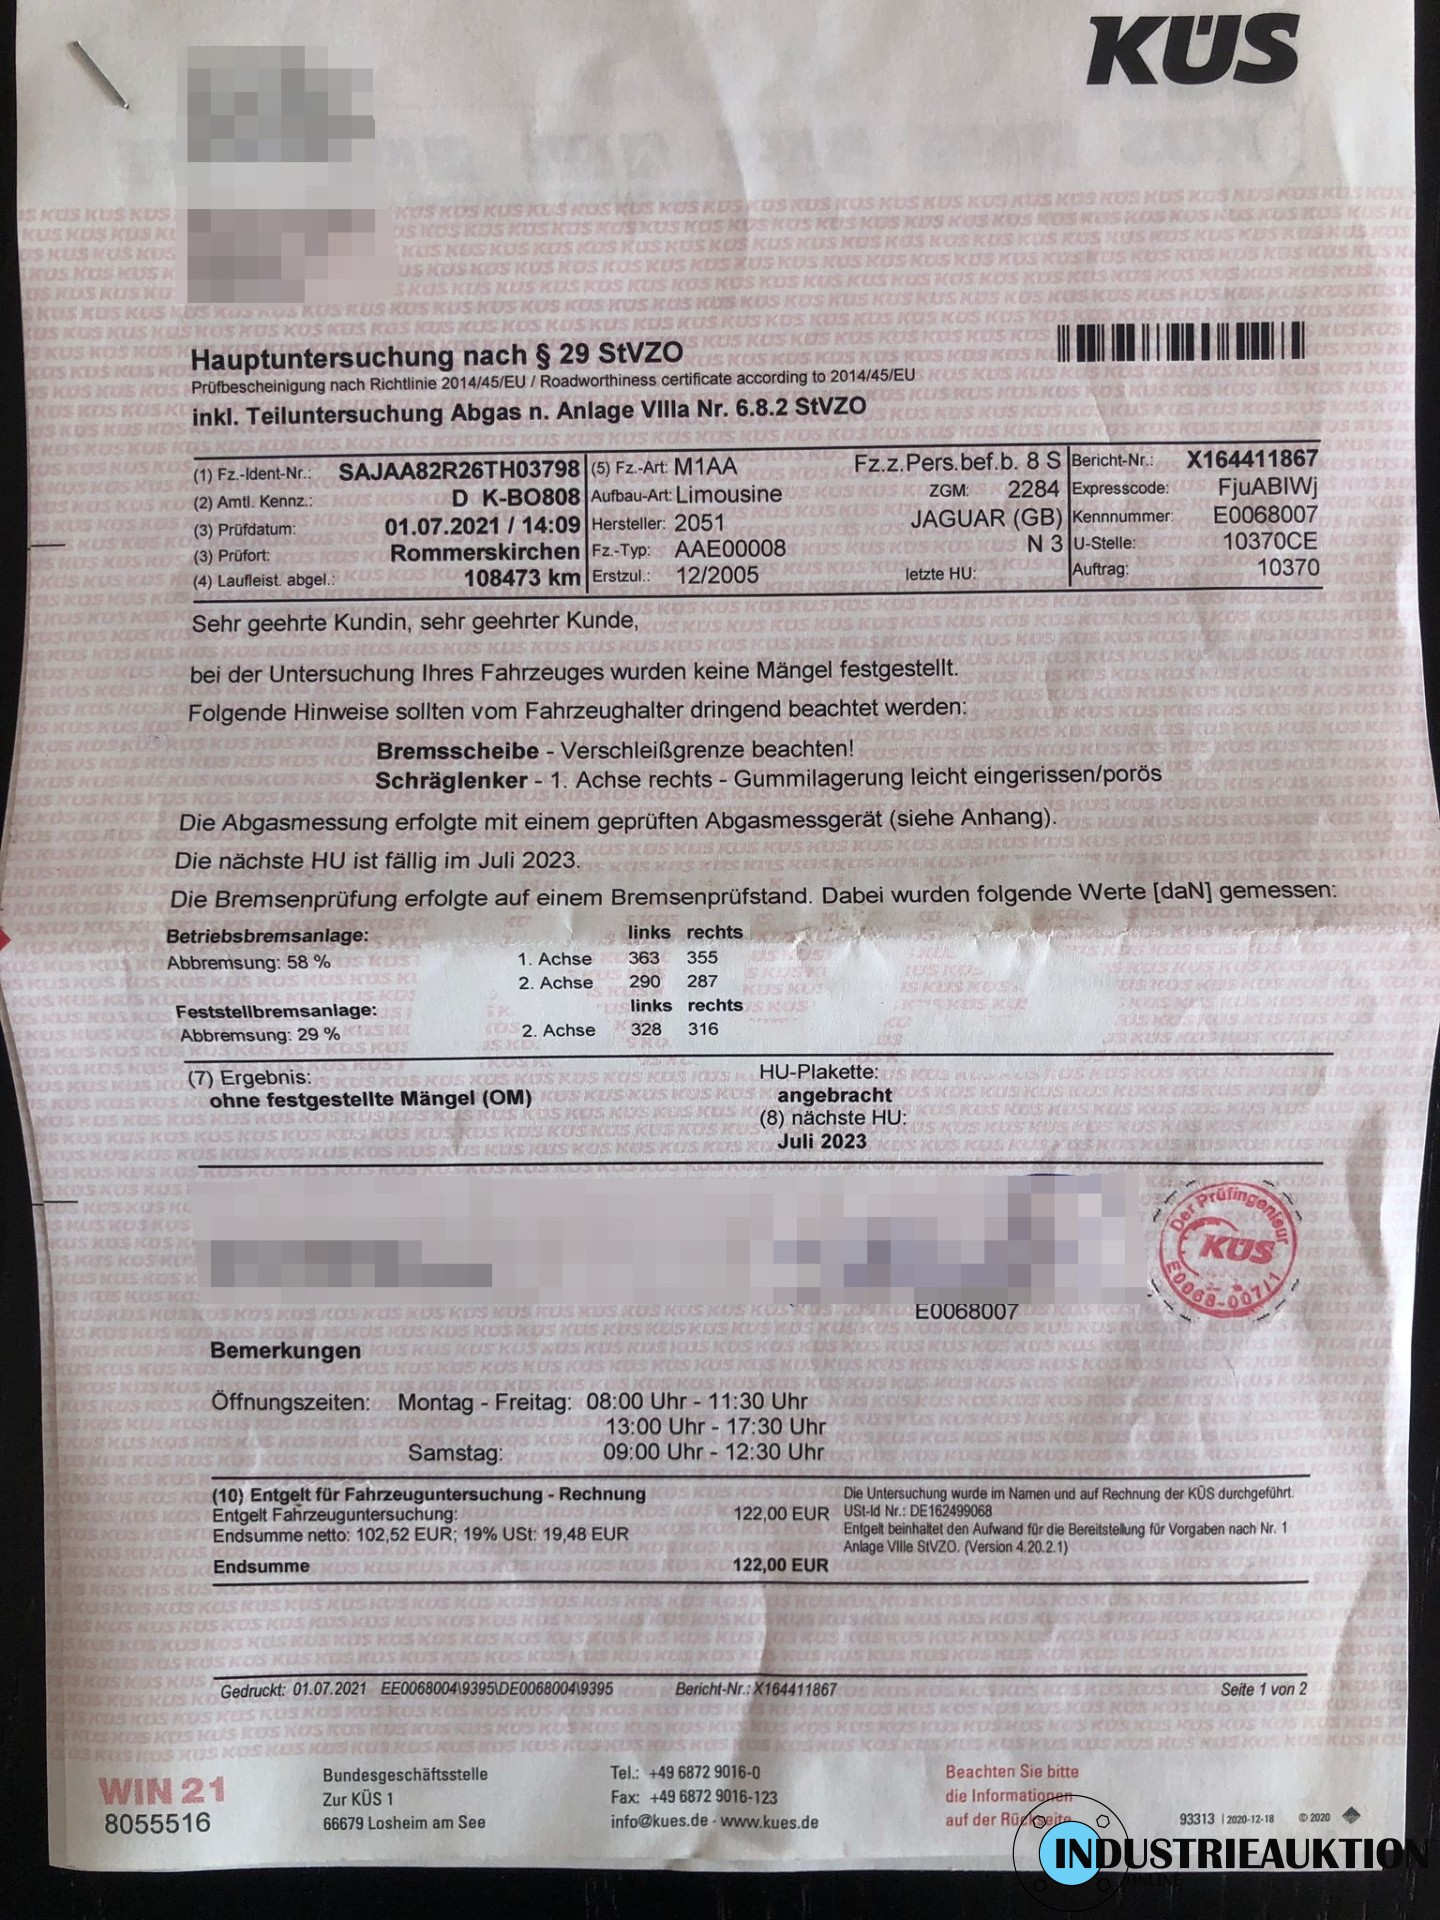 KÜS
Hauptuntersuchung nach § 29 StVZO
Prüfbescheinigung nach Richtlinie 2014/45/EU / Roadworthiness certificate according to 2014/45/EU
inkl. Teiluntersuchung Abgas n. Anlage VIIIa Nr. 6.8.2 StVZO
(1) Fz.-Ident-Nr.: SAJAA82R26TH03798 (5) Fz.-Art: M1AA Fz.z.Pers.bef.b. 8 S Bericht-Nr.: X164411867
(2) Amtl. Kennz.: D K-BO808 Aufbau-Art: Limousine ZGM: 2284 Expresscode: FjuABIWj
(3) Prüfdatum: 01.07.2021 / 14:09 Hersteller: 2051 JAGUAR (GB) Kennnummer: E0068007
(3) Prüfort: Rommerskirchen Fz.-Typ: AAE00008 N 3 U-Stelle: 10370CE
(4) Laufleist. abgel.: 108473 km Erstzul.: 12/2005 letzte HU: Auftrag: 10370
Sehr geehrte Kundin, sehr geehrter Kunde,
bei der Untersuchung Ihres Fahrzeuges wurden keine Mängel festgestellt.
Folgende Hinweise sollten vom Fahrzeughalter dringend beachtet werden:
Bremsscheibe - Verschleißgrenze beachten!
Schräglenker - 1. Achse rechts - Gummilagerung leicht eingerissen/porös
Die Abgasmessung erfolgte mit einem geprüften Abgasmessgerät (siehe Anhang).
Die nächste HU ist fällig im Juli 2023.
Die Bremsenprüfung erfolgte auf einem Bremsenprüfstand. Dabei wurden folgende Werte [daN] gemessen:
Betriebsbremsanlage: links rechts
Abbremsung: 58 % 1. Achse 363 355
2. Achse 290 287
Feststellbremsanlage: links rechts
Abbremsung: 29 % 2. Achse 328 316
(7) Ergebnis: HU-Plakette:
ohne festgestellte Mängel (OM) angebracht
(8) nächste HU:
Juli 2023
Der Prüfingenieur
KÜS
E0068-007/1
E0068007
Bemerkungen
Öffnungszeiten: Montag - Freitag: 08:00 Uhr - 11:30 Uhr
13:00 Uhr - 17:30 Uhr
Samstag: 09:00 Uhr - 12:30 Uhr
(10) Entgelt für Fahrzeuguntersuchung - Rechnung
Entgelt Fahrzeuguntersuchung: 122,00 EUR
Endsumme netto: 102,52 EUR; 19% USt: 19,48 EUR
Endsumme 122,00 EUR
Die Untersuchung wurde im Namen und auf Rechnung der KÜS durchgeführt.
USt-Id Nr.: DE162499068
Entgelt beinhaltet den Aufwand für die Bereitstellung für Vorgaben nach Nr. 1
Anlage VIIIe StVZO. (Version 4.20.2.1)
Gedruckt: 01.07.2021 EE0068004\9395\DE0068004\9395 Bericht-Nr.: X164411867 Seite 1 von 2
WIN 21
8055516
Bundesgeschäftsstelle
Zur KÜS 1
66679 Losheim am See
Tel.: +49 6872 9016-0
Fax: +49 6872 9016-123
info@kues.de · www.kues.de
Beachten Sie bitte
die Informationen
auf der Rückseite
93313 | 2020-12-18 © 2020
INDUSTRIEAUKTION
ONLINE